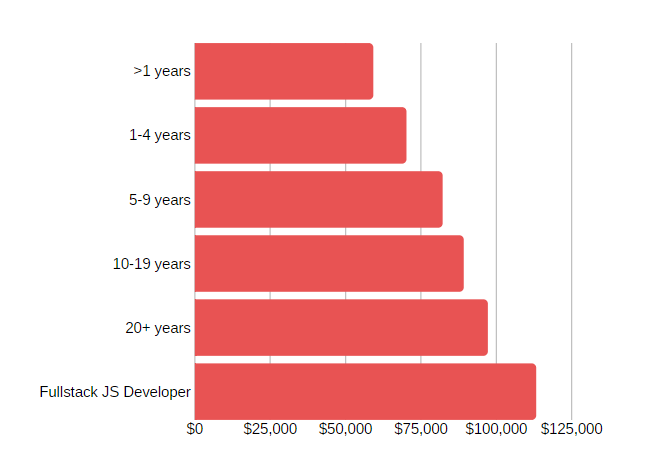 >1 years
1-4 years
5-9 years
10-19 years
20+ years
Fullstack JS Developer
$0 $25,000 $50,000 $75,000 $100,000 $125,000